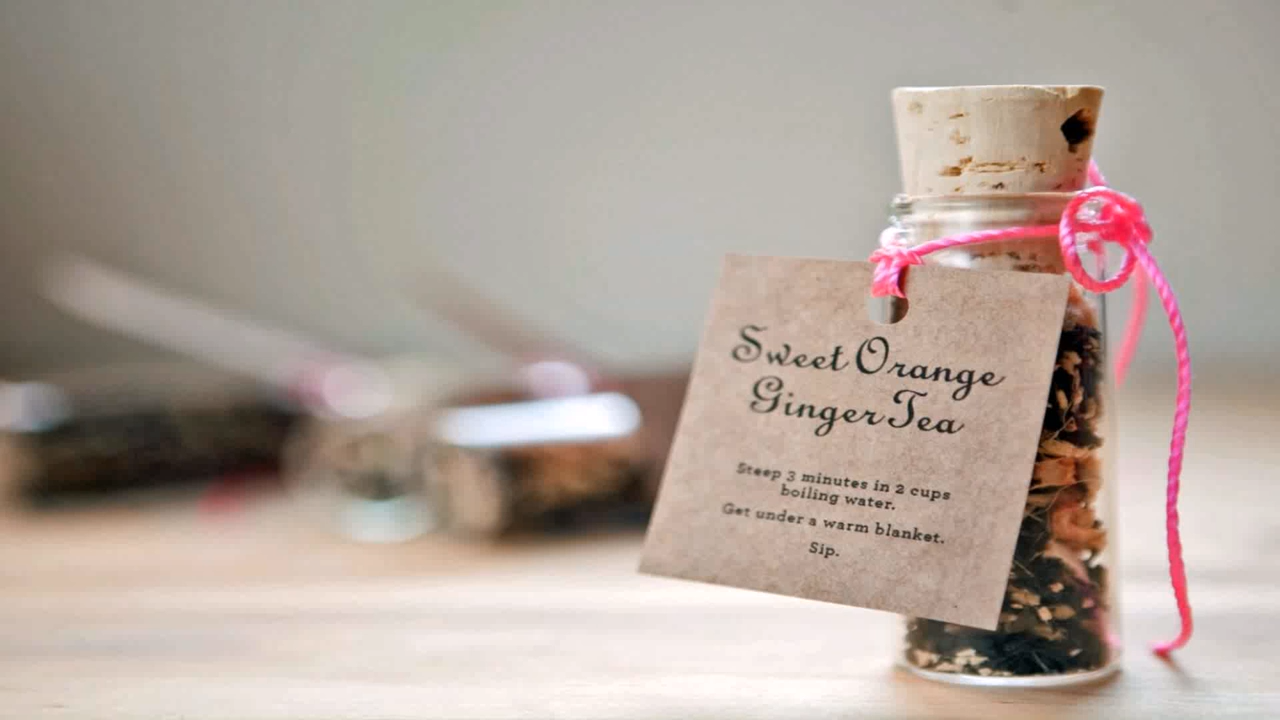 Sweet Orange
Ginger Tea
Steep 3 minutes in 2 cups
boiling water.
Get under a warm blanket.
Sip.